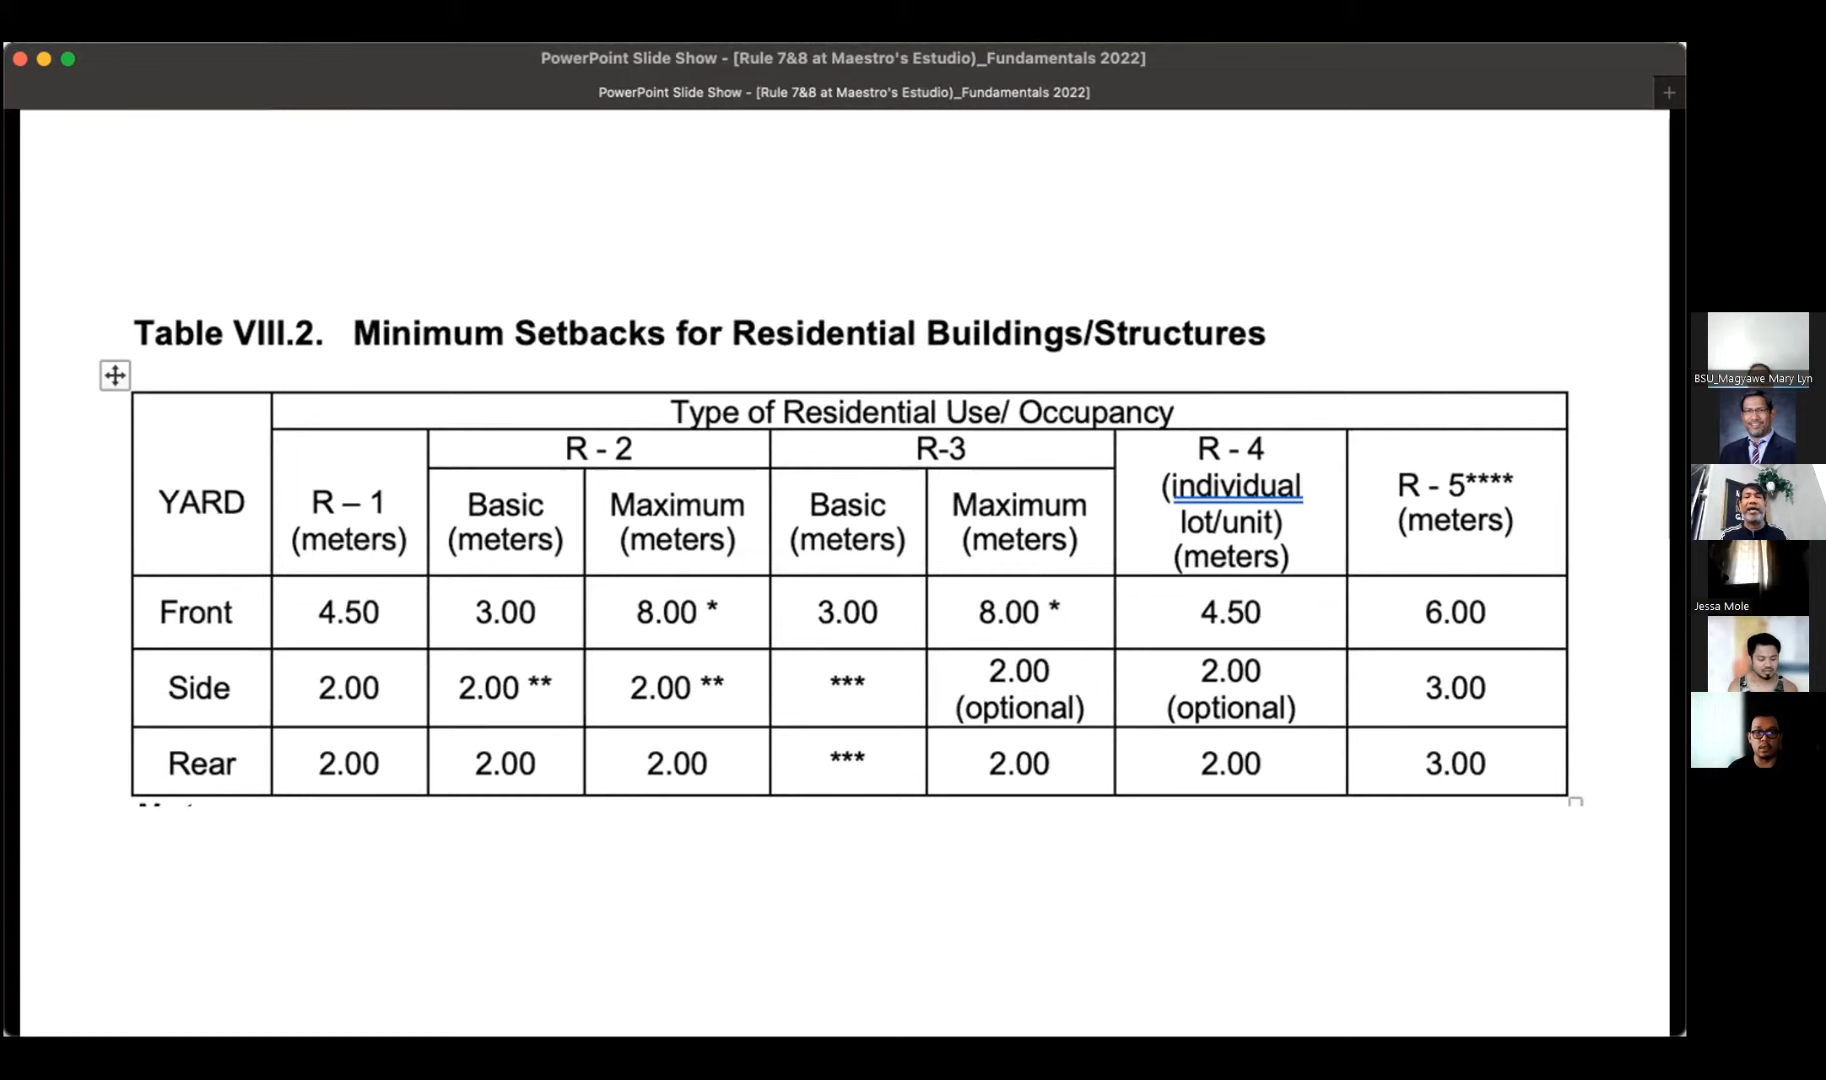 PowerPoint Slide Show - [Rule 7&8 at Maestro's Estudio)_Fundamentals 2022]
PowerPoint Slide Show - [Rule 7&8 at Maestro's Estudio)_Fundamentals 2022]
Table VIII.2. Minimum Setbacks for Residential Buildings/Structures
YARD
Type of Residential Use/ Occupancy
R – 1
(meters)
R - 2
Basic
(meters)
Maximum
(meters)
R-3
Basic
(meters)
Maximum
(meters)
R - 4
(individual
lot/unit)
(meters)
R - 5****
(meters)
Front 4.50 3.00 8.00 * 3.00 8.00 * 4.50 6.00
Side 2.00 2.00 ** 2.00 ** *** 2.00 (optional) 2.00 (optional) 3.00
Rear 2.00 2.00 2.00 *** 2.00 2.00 3.00
BSU_Magyawe Mary Lyn
Jessa Mole